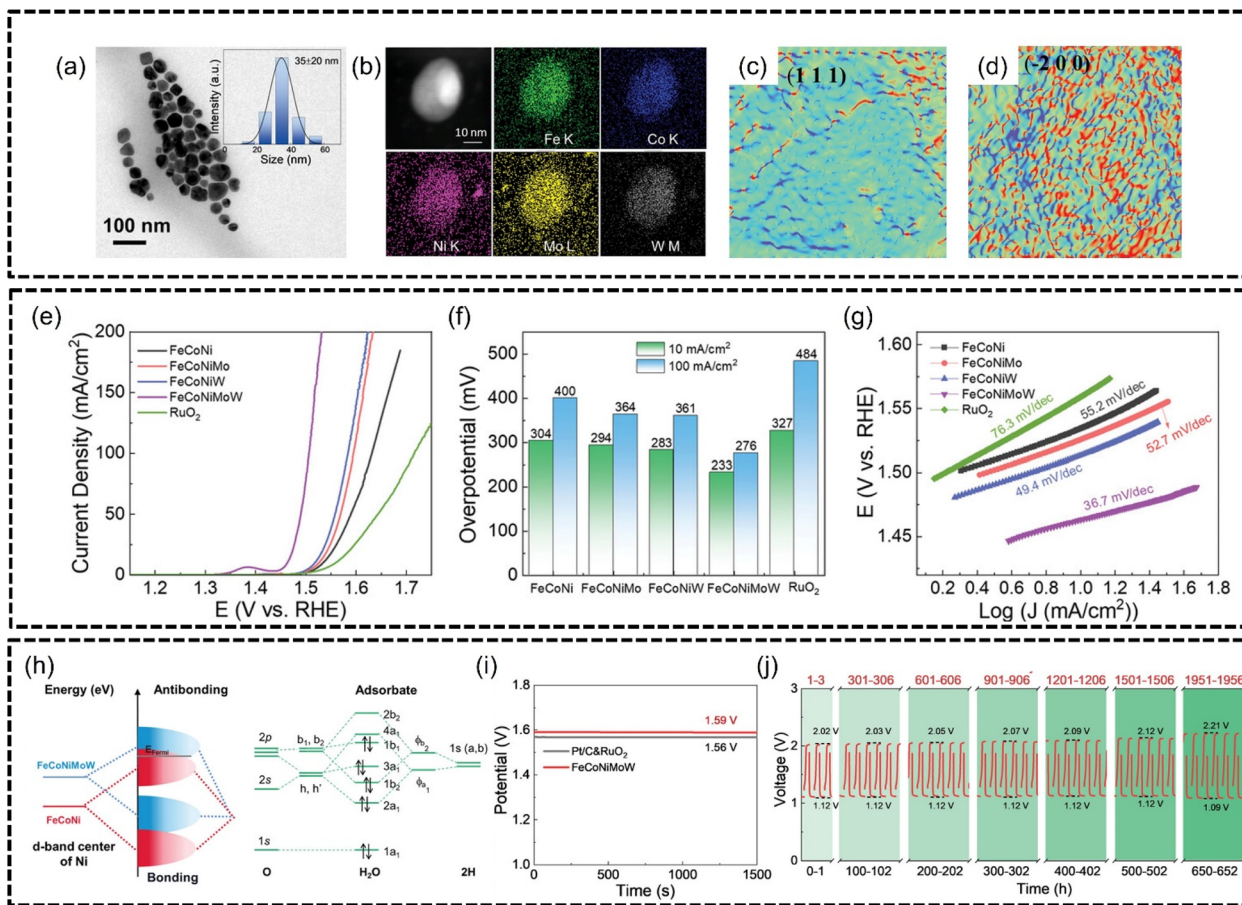 (a)
35±20 nm
Intensity (a.u.)
20 40 60
Size (nm)
100 nm
(b)
10 nm
Fe K
Co K
Ni K
Mo L
W M
(c)
(1 1 1)
(d)
(-2 0 0)
(e)
200
150
100
50
0
Current Density (mA/cm²)
FeCoNi
FeCoNiMo
FeCoNiW
FeCoNiMoW
RuO₂
1.2 1.3 1.4 1.5 1.6 1.7
E (V vs. RHE)
(f)
500
400
300
200
100
0
Overpotential (mV)
10 mA/cm²
100 mA/cm²
304 400
294 364
283 361
233 276
327 484
FeCoNi FeCoNiMo FeCoNiW FeCoNiMoW RuO₂
(g)
1.60
1.55
1.50
1.45
E (V vs. RHE)
FeCoNi
FeCoNiMo
FeCoNiW
FeCoNiMoW
RuO₂
76.3 mV/dec
55.2 mV/dec
52.7 mV/dec
49.4 mV/dec
36.7 mV/dec
0.2 0.4 0.6 0.8 1.0 1.2 1.4 1.6 1.8
Log (J (mA/cm²))
(h)
Energy (eV)
Antibonding
E_Fermi
FeCoNiMoW
FeCoNi
d-band center
of Ni
Bonding
Adsorbate
2p
2s
1s
b₁, b₂
h, h'
2b₂
4a₁
1b₁
3a₁
1b₂
2a₁
1a₁
ϕb₂
ϕa₁
1s (a,b)
O
H₂O
2H
(i)
1.8
1.6
1.4
1.2
1.0
Potential (V)
1.59 V
1.56 V
Pt/C&RuO₂
FeCoNiMoW
0 500 1000 1500
Time (s)
(j)
1-3 301-306 601-606 901-906 1201-1206 1501-1506 1951-1956
3
2
1
0
Voltage (V)
2.02 V 2.03 V 2.05 V 2.07 V 2.09 V 2.12 V 2.21 V
1.12 V 1.12 V 1.12 V 1.12 V 1.12 V 1.12 V 1.09 V
0-1 100-102 200-202 300-302 400-402 500-502 650-652
Time (h)